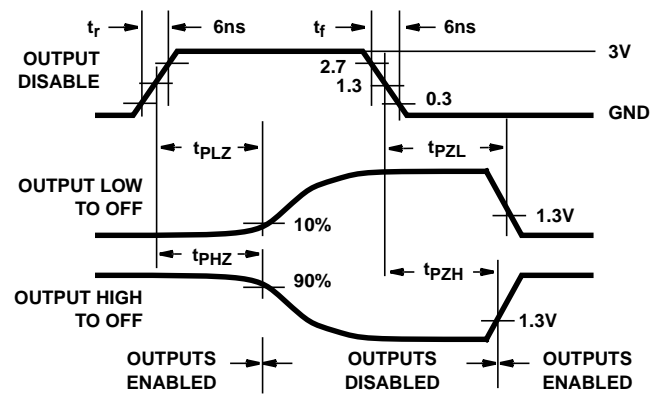 tr 6ns tf 6ns
OUTPUT
DISABLE
3V
2.7
1.3
0.3
GND
tPLZ tPZL
OUTPUT LOW
TO OFF
10%
1.3V
tPHZ
90%
tPZH
OUTPUT HIGH
TO OFF
1.3V
OUTPUTS
ENABLED
OUTPUTS
DISABLED
OUTPUTS
ENABLED